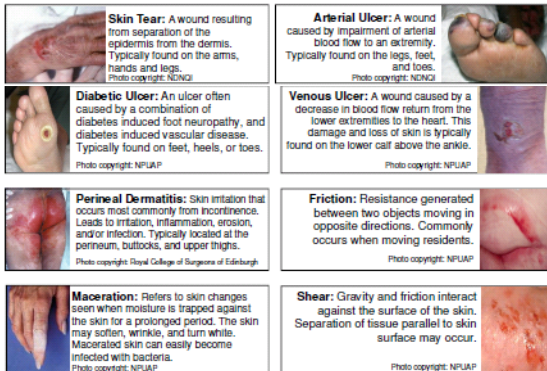 Skin Tear: A wound resulting
from separation of the
epidermis from the dermis.
Typically found on the arms,
hands and legs.
Photo copyright: NDNQI
Arterial Ulcer: A wound
caused by impairment of arterial
blood flow to an extremity.
Typically found on the legs, feet,
and toes.
Photo copyright: NDNQI
Diabetic Ulcer: An ulcer often
caused by a combination of
diabetes induced foot neuropathy, and
diabetes induced vascular disease.
Typically found on feet, heels, or toes.
Photo copyright: NPUAP
Venous Ulcer: A wound caused by a
decrease in blood flow return from the
lower extremities to the heart. This
damage and loss of skin is typically
found on the lower calf above the ankle.
Photo copyright: NPUAP
Perineal Dermatitis: Skin irritation that
occurs most commonly from incontinence.
Leads to irritation, inflammation, erosion,
and/or infection. Typically located at the
perineum, buttocks, and upper thighs.
Photo copyright: Royal College of Surgeons of Edinburgh
Friction: Resistance generated
between two objects moving in
opposite directions. Commonly
occurs when moving residents.
Photo copyright: NPUAP
Maceration: Refers to skin changes
seen when moisture is trapped against
the skin for a prolonged period. The skin
may soften, wrinkle, and turn white.
Macerated skin can easily become
infected with bacteria.
Photo copyright: NPUAP
Shear: Gravity and friction interact
against the surface of the skin.
Separation of tissue parallel to skin
surface may occur.
Photo copyright: NPUAP